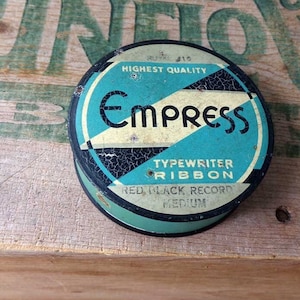 HIGHEST QUALITY
EMPRESS
TYPEWRITER
RIBBON
RED, BLACK RECORD
MEDIUM